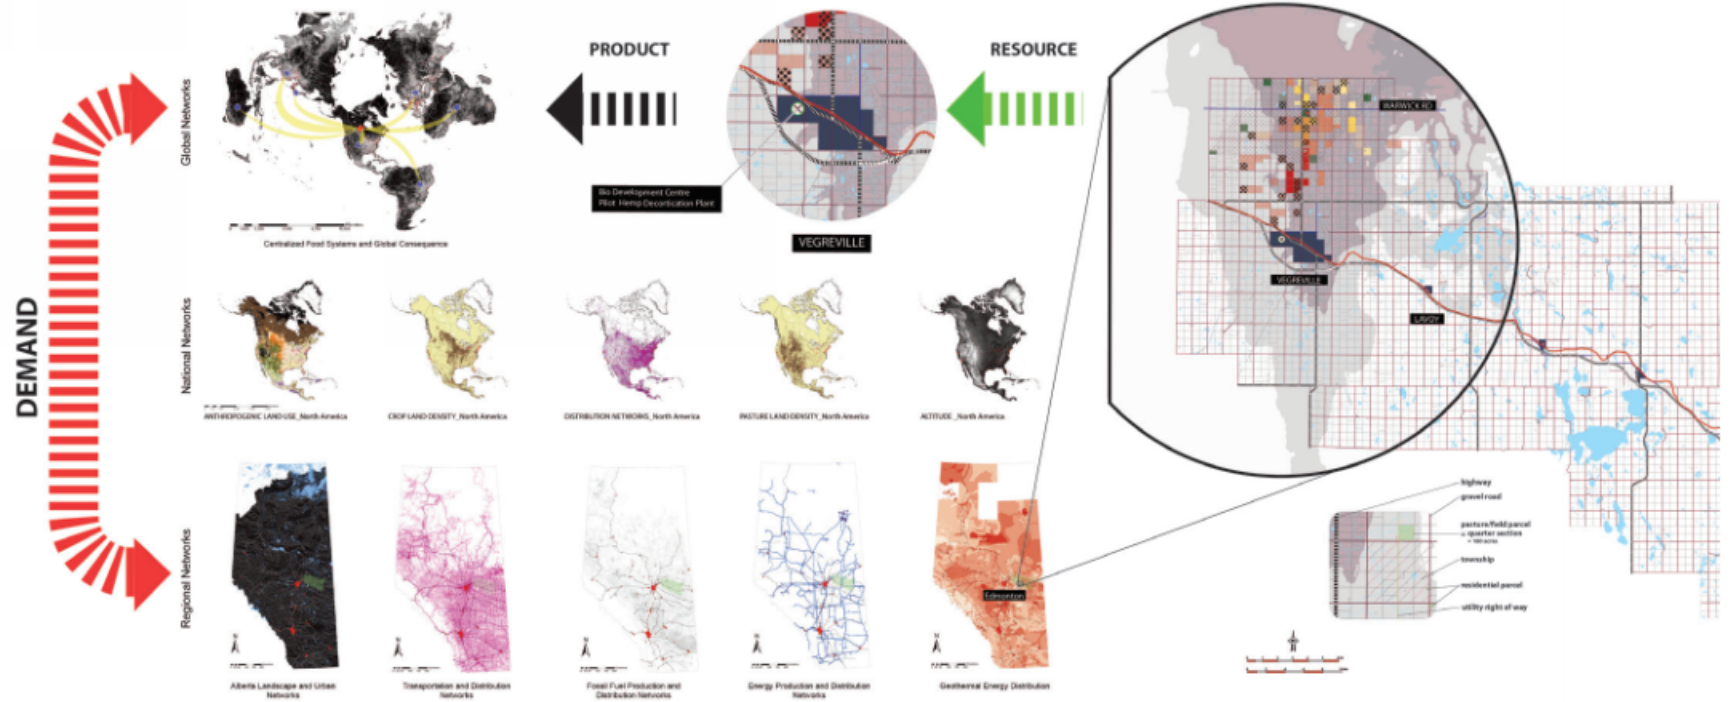 DEMAND
Global Networks
National Networks
Regional Networks
PRODUCT
RESOURCE
Bio Development Centre
Pilot Hemp Decortication Plant
VEGREVILLE
Centralized Food Systems and Global Consequence
WARWICK RD
VEGREVILLE
LAVOY
ANTHROPOGENIC LAND USE_North America
CROP LAND DENSITY_North America
DISTRIBUTION NETWORKS_North America
PASTURE LAND DENSITY_North America
ALTITUDE_North America
Edmonton
highway
gravel road
pasture/field parcel
quarter section
township
residential parcel
utility right of way
N
N
N
N
N
Alberta Landscape and Urban
Networks
Transportation and Distribution
Networks
Fossil Fuel Production and
Distribution Networks
Energy Production and Distribution
Networks
Geothermal Energy Distribution